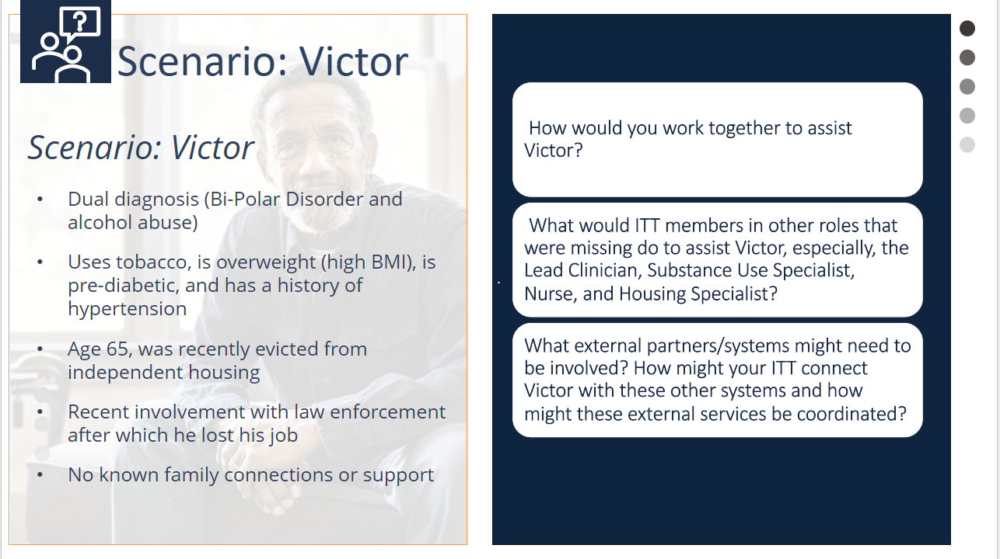 ?
Scenario: Victor
Scenario: Victor
• Dual diagnosis (Bi-Polar Disorder and
alcohol abuse)
• Uses tobacco, is overweight (high BMI), is
pre-diabetic, and has a history of
hypertension
• Age 65, was recently evicted from
independent housing
• Recent involvement with law enforcement
after which he lost his job
• No known family connections or support
How would you work together to assist
Victor?
What would ITT members in other roles that
were missing do to assist Victor, especially, the
Lead Clinician, Substance Use Specialist,
Nurse, and Housing Specialist?
.
What external partners/systems might need to
be involved? How might your ITT connect
Victor with these other systems and how
might these external services be coordinated?